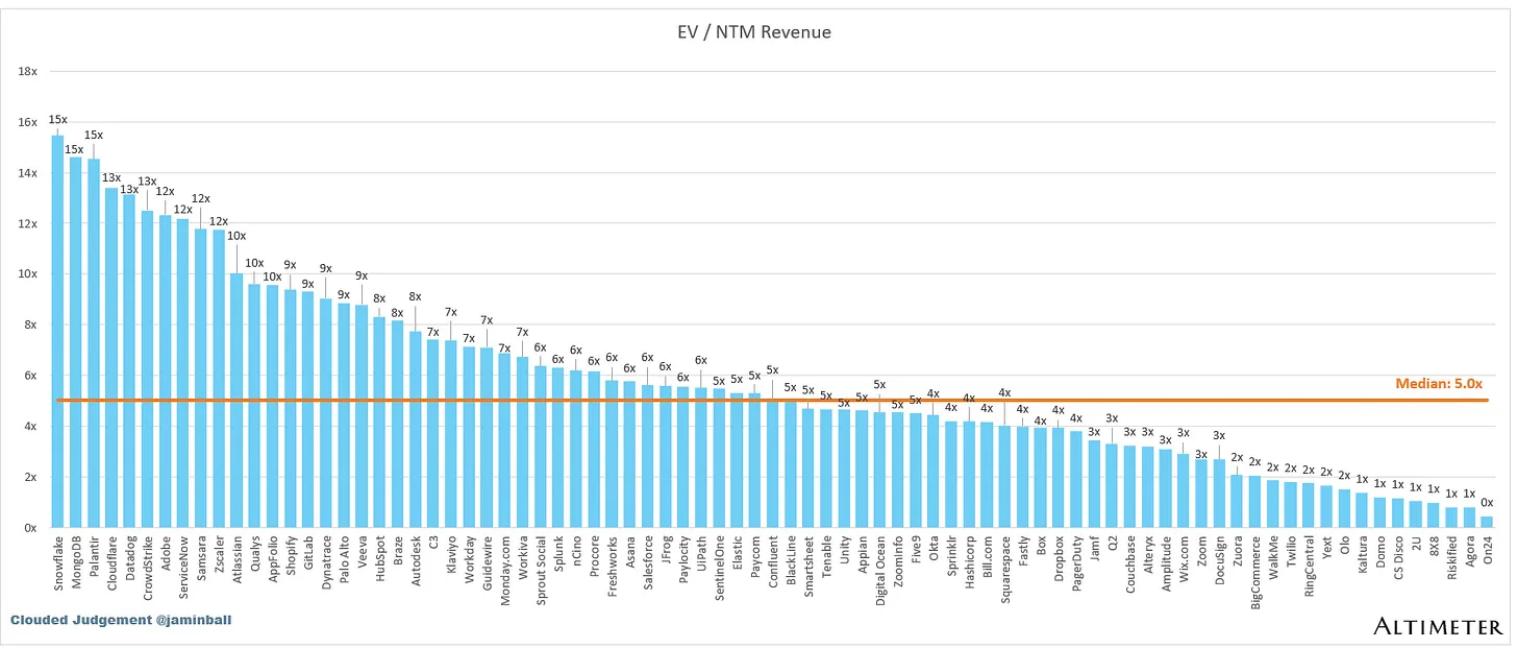 EV / NTM Revenue
18x
16x
14x
12x
10x
8x
6x
4x
2x
0x
15x 15x 15x 13x 13x 13x 12x 12x 12x 12x 10x 10x 10x 9x 9x 9x 9x 9x 8x 8x 8x 7x 7x 7x 7x 7x 7x 6x 6x 6x 6x 6x 6x 6x 6x 6x 6x 5x 5x 5x 5x 5x 5x 5x 5x 5x 5x 5x 5x 4x 4x 4x 4x 4x 4x 4x 4x 4x 3x 3x 3x 3x 3x 3x 3x 3x 2x 2x 2x 2x 2x 2x 2x 1x 1x 1x 1x 1x 1x 1x 0x
Median: 5.0x
Snowflake
MongoDB
Palantir
Cloudflare
Datadog
CrowdStrike
Adobe
ServiceNow
Samsara
Zscaler
Atlassian
Qualys
AppFolio
Shopify
GitLab
Dynatrace
Palo Alto
Veeva
HubSpot
Braze
Autodesk
C3
Klaviyo
Workday
Guidewire
Monday.com
Workiva
Sprout Social
Splunk
nCino
Procore
Freshworks
Asana
Salesforce
JFrog
Paylocity
UiPath
SentinelOne
Elastic
Paycom
Confluent
BlackLine
Smartsheet
Tenable
Unity
Appian
Digital Ocean
Zoominfo
Five9
Okta
Sprinklr
Hashicorp
Bill.com
Squarespace
Fastly
Box
Dropbox
PagerDuty
Jamf
Q2
Couchbase
Alteryx
Amplitude
Wix.com
Zoom
DocuSign
Zuora
BigCommerce
WalkMe
Twilio
RingCentral
Yext
Olo
Kaltura
Domo
CS Disco
2U
8X8
Riskified
Agora
On24
Clouded Judgement @jaminball
ALTIMETER